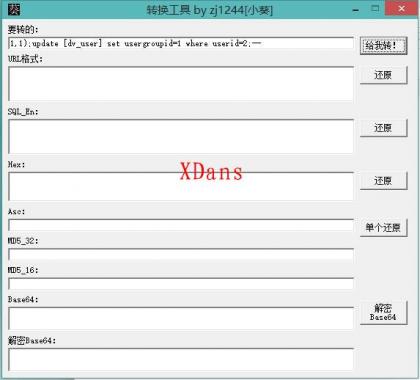 葵 转换工具 by zj1244[小葵]
要转的:
1,1);update [dv_user] set usergroupid=1 where userid=2;--
给我转!
URL格式:
还原
SQL_En:
还原
XDans
Hex:
还原
Asc:
单个还原
MD5_32:
MD5_16:
Base64:
解密
Base64
解密Base64: